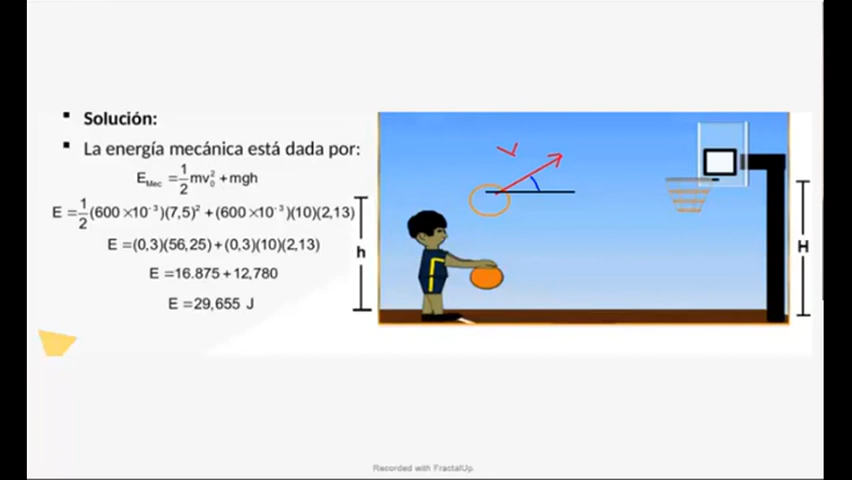 Solución:
La energía mecánica está dada por:
E_Mec = 1/2 mv₀² + mgh
E = 1/2 (600 ×10⁻³)(7,5)² + (600 ×10⁻³)(10)(2,13)
E = (0,3)(56,25) + (0,3)(10)(2,13)
E = 16.875 + 12,780
E = 29,655 J
h
H
Recorded with FractalUp.